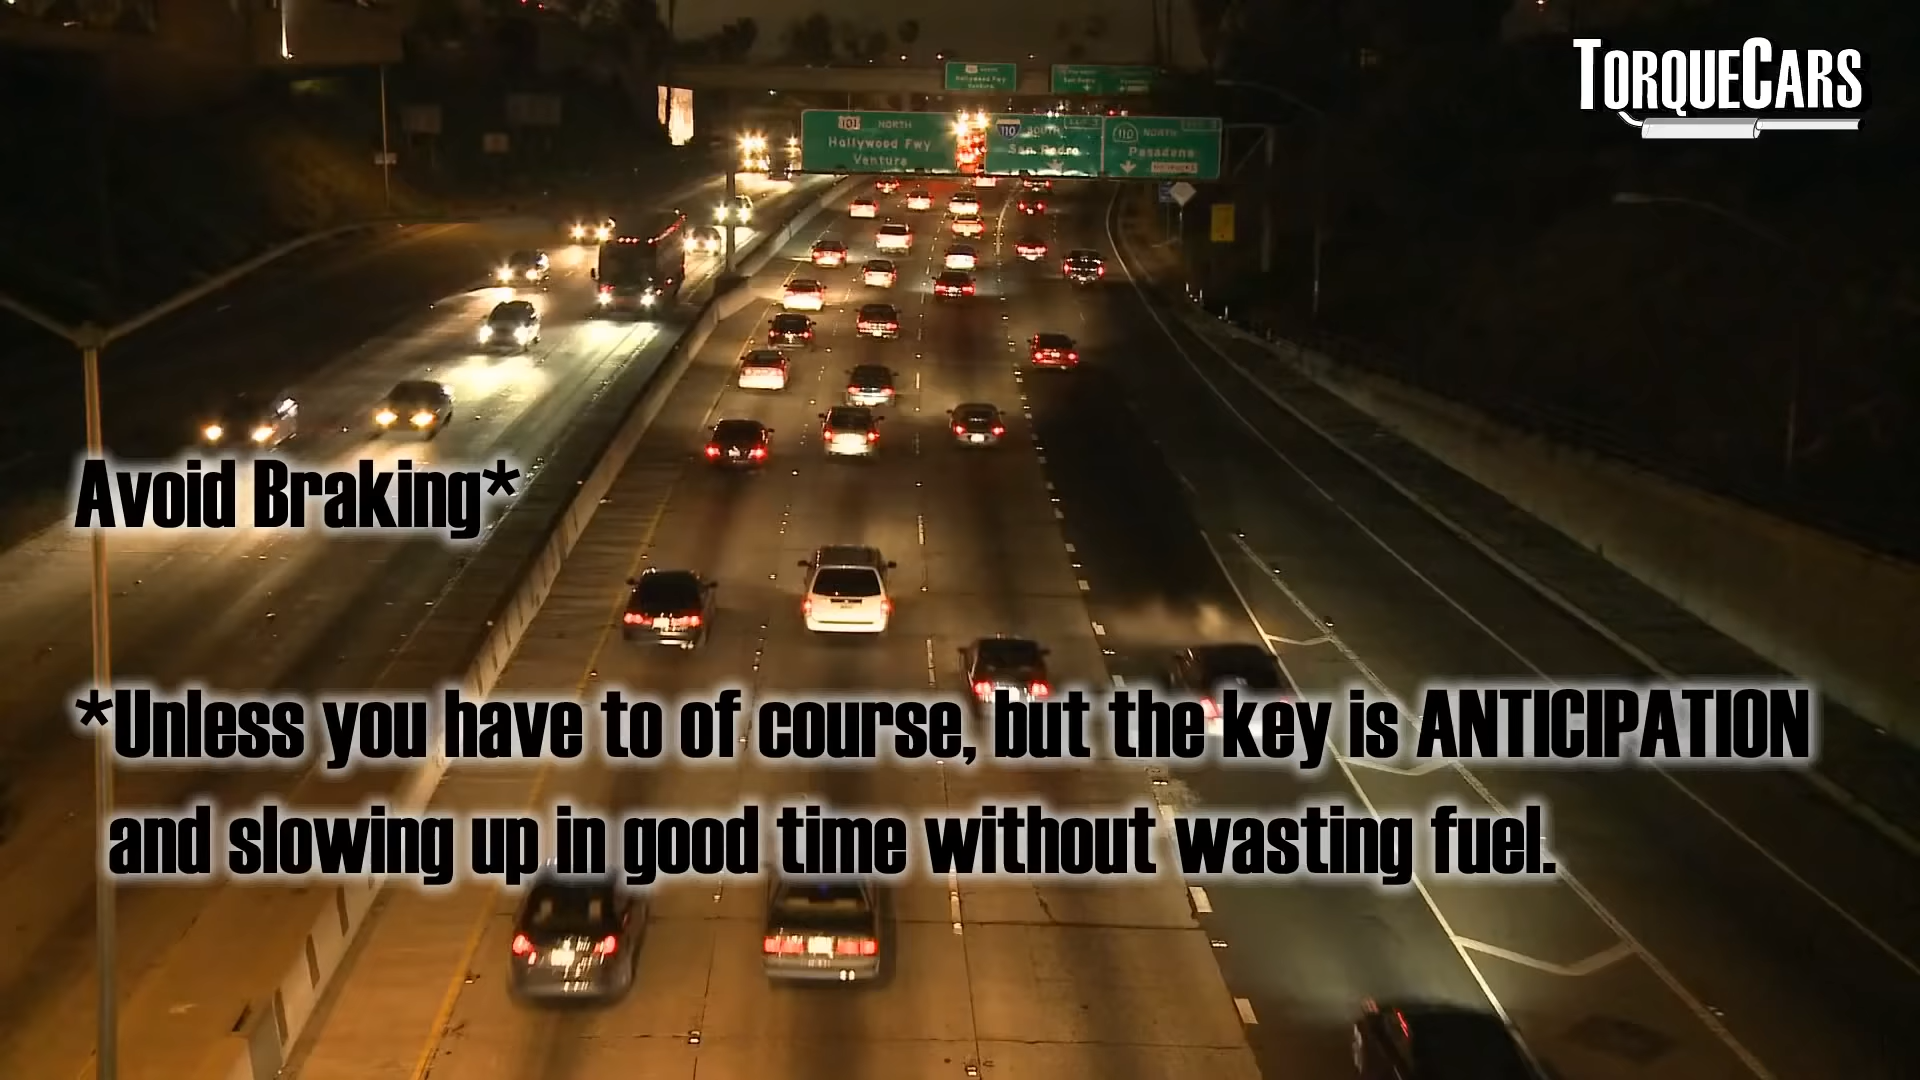 TORQUECARS
101 NORTH
Hollywood Fwy
Ventura
110 SOUTH
San Pedro
110 NORTH
Pasadena
Avoid Braking*
*Unless you have to of course, but the key is ANTICIPATION
and slowing up in good time without wasting fuel.